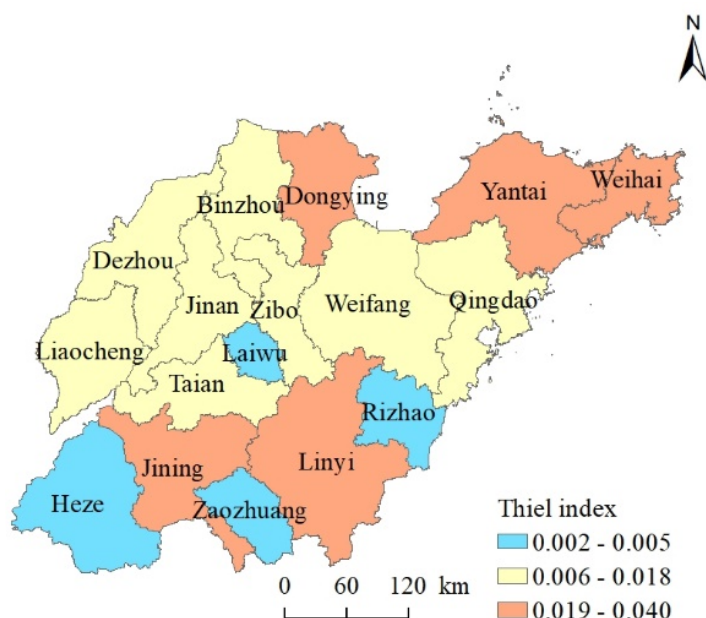 N
Dongying
Yantai
Weihai
Binzhou
Dezhou
Jinan
Zibo
Weifang
Qingdao
Liaocheng
Laiwu
Taian
Rizhao
Jining
Linyi
Heze
Zaozhuang
Thiel index
0.002 - 0.005
0.006 - 0.018
0.019 - 0.040
0 60 120 km